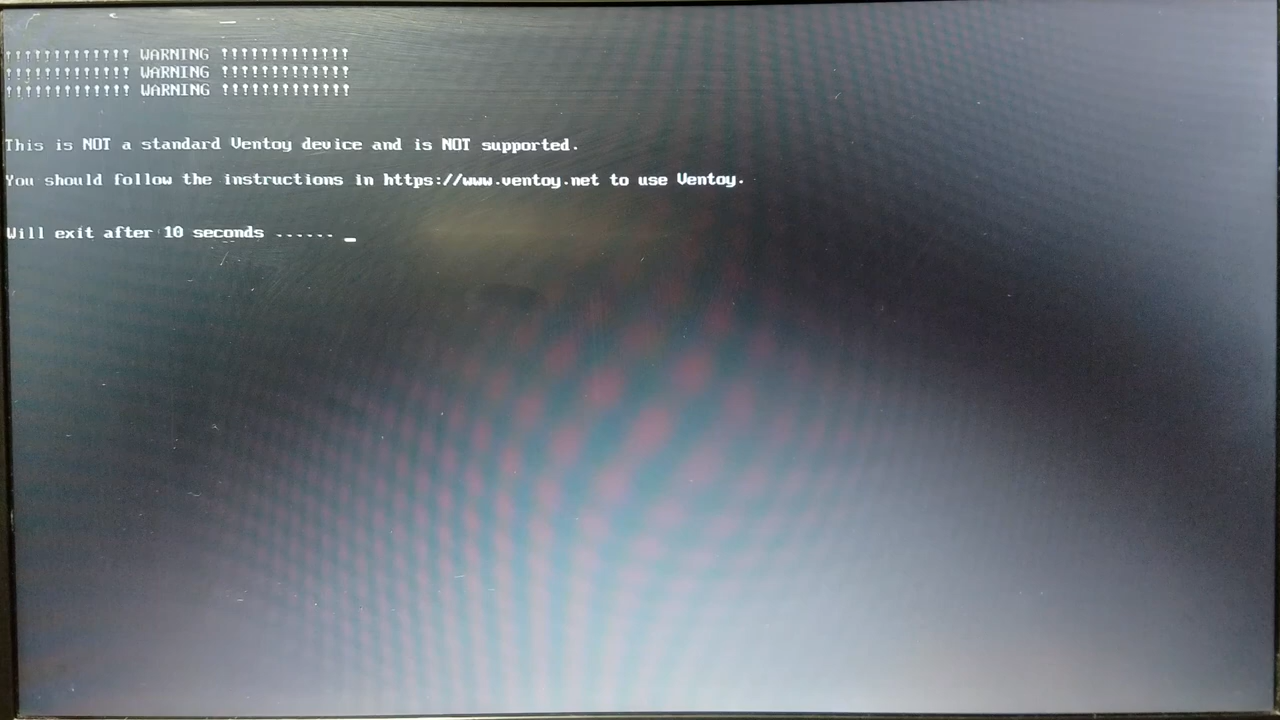 !!!!!!!!!!!!! WARNING !!!!!!!!!!!!!
!!!!!!!!!!!!! WARNING !!!!!!!!!!!!!
!!!!!!!!!!!!! WARNING !!!!!!!!!!!!!
This is NOT a standard Ventoy device and is NOT supported.
You should follow the instructions in https://www.ventoy.net to use Ventoy.
Will exit after 10 seconds ...... _